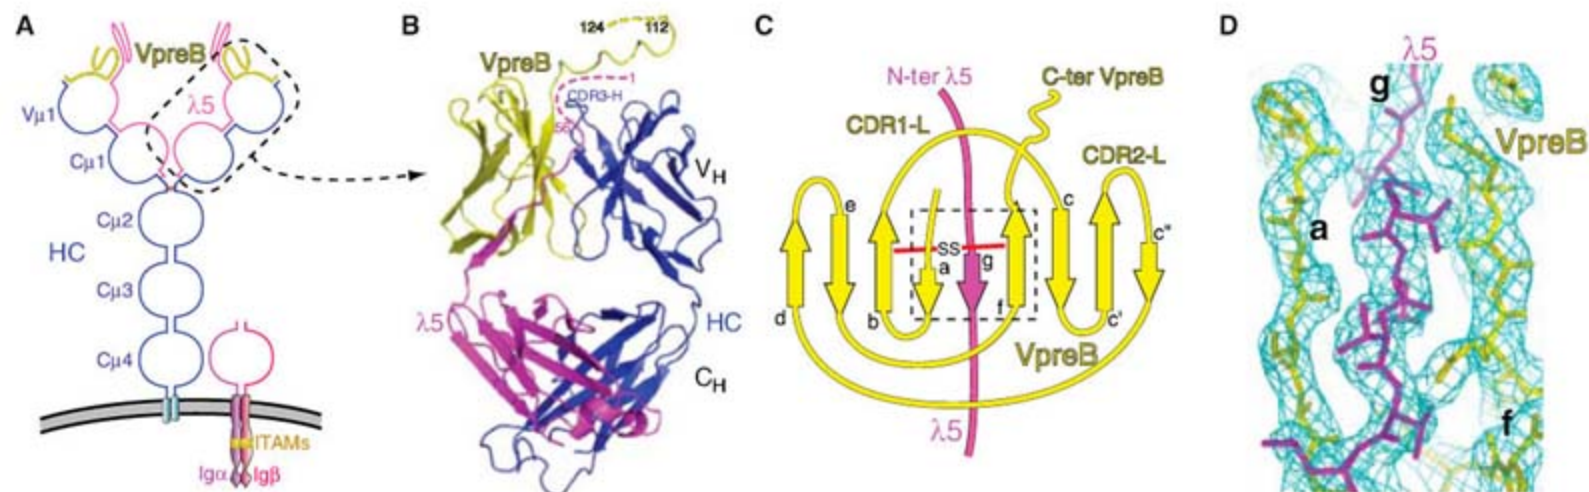 A
VpreB
λ5
Vμ1
Cμ1
Cμ2
HC
Cμ3
Cμ4
ITAMs
Igα
Igβ
B
124
112
VpreB
1
CDR3-H
56
VH
λ5
HC
CH
C
N-ter λ5
C-ter VpreB
CDR1-L
CDR2-L
e
c
c"
SS
a
g
d
b
f
c'
VpreB
λ5
D
λ5
g
VpreB
a
f